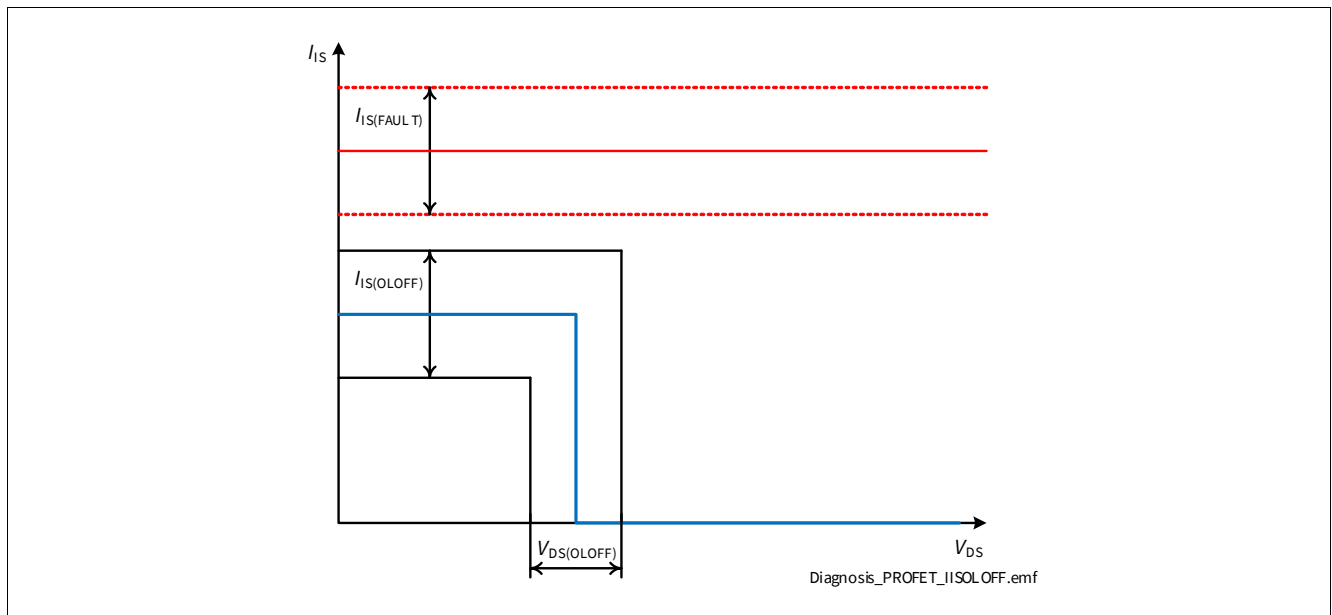 IIS
IIS(FAULT)
IIS(OLOFF)
VDS(OLOFF)
VDS
Diagnosis_PROFET_IISOLOFF.emf